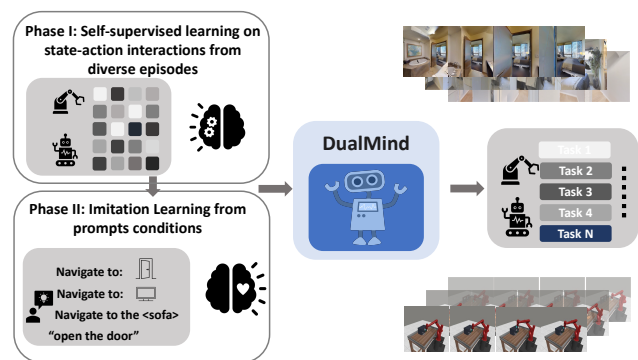 Phase I: Self-supervised learning on
state-action interactions from
diverse episodes
Phase II: Imitation Learning from
prompts conditions
Navigate to:
Navigate to:
Navigate to the <sofa>
“open the door”
DualMind
Task 1
Task 2
Task 3
Task 4
Task N